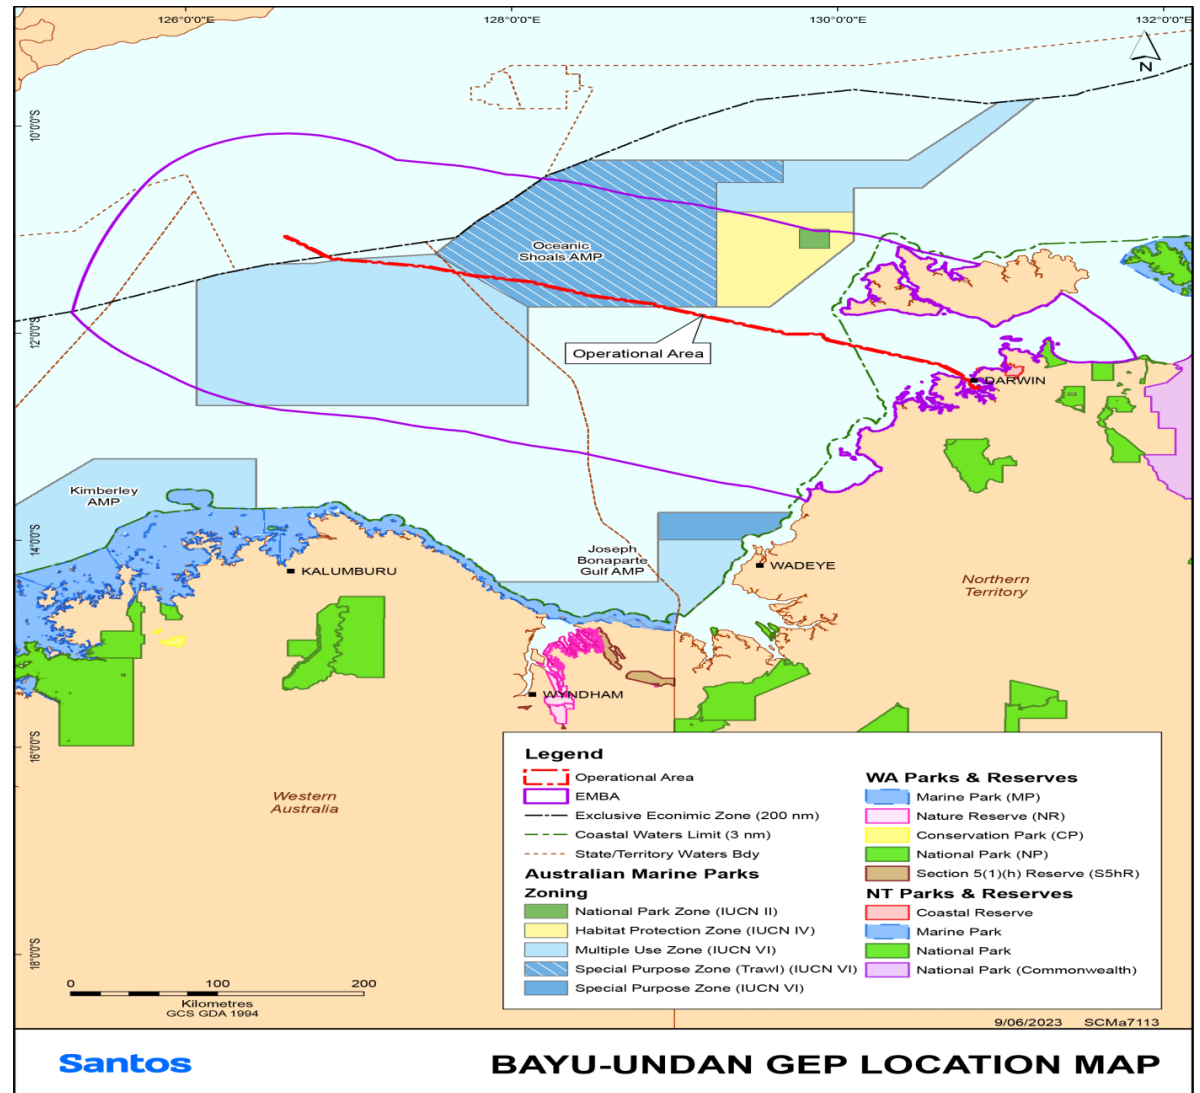 126°0'0"E
128°0'0"E
130°0'0"E
132°0'0"E
N
10°0'0"S
12°0'0"S
14°0'0"S
16°0'0"S
18°0'0"S
Oceanic
Shoals AMP
Operational Area
DARWIN
Kimberley
AMP
Joseph
Bonaparte
Gulf AMP
KALUMBURU
WADEYE
Northern
Territory
WYNDHAM
Western
Australia
Legend
Operational Area
EMBA
Exclusive Econimic Zone (200 nm)
Coastal Waters Limit (3 nm)
State/Territory Waters Bdy
Australian Marine Parks
Zoning
National Park Zone (IUCN II)
Habitat Protection Zone (IUCN IV)
Multiple Use Zone (IUCN VI)
Special Purpose Zone (Trawl) (IUCN VI)
Special Purpose Zone (IUCN VI)
WA Parks & Reserves
Marine Park (MP)
Nature Reserve (NR)
Conservation Park (CP)
National Park (NP)
Section 5(1)(h) Reserve (S5hR)
NT Parks & Reserves
Coastal Reserve
Marine Park
National Park
National Park (Commonwealth)
0 100 200
Kilometres
GCS GDA 1994
9/06/2023 SCMa7113
Santos
BAYU-UNDAN GEP LOCATION MAP